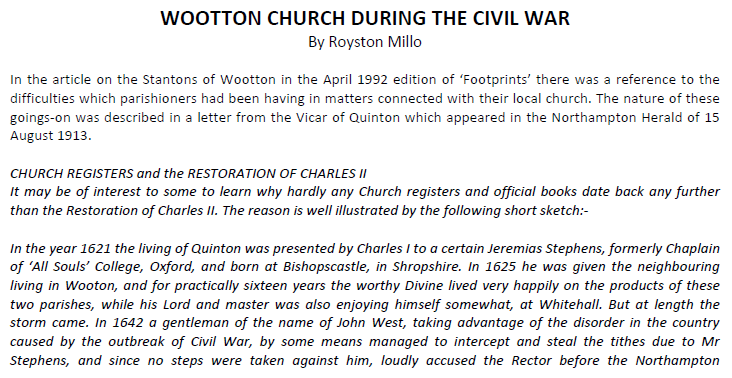 WOOTTON CHURCH DURING THE CIVIL WAR
By Royston Millo
In the article on the Stantons of Wootton in the April 1992 edition of ‘Footprints’ there was a reference to the
difficulties which parishioners had been having in matters connected with their local church. The nature of these
goings-on was described in a letter from the Vicar of Quinton which appeared in the Northampton Herald of 15
August 1913.
CHURCH REGISTERS and the RESTORATION OF CHARLES II
It may be of interest to some to learn why hardly any Church registers and official books date back any further
than the Restoration of Charles II. The reason is well illustrated by the following short sketch:-
In the year 1621 the living of Quinton was presented by Charles I to a certain Jeremias Stephens, formerly Chaplain
of ‘All Souls’ College, Oxford, and born at Bishopscastle, in Shropshire. In 1625 he was given the neighbouring
living in Wooton, and for practically sixteen years the worthy Divine lived very happily on the products of these
two parishes, while his Lord and master was also enjoying himself somewhat, at Whitehall. But at length the
storm came. In 1642 a gentleman of the name of John West, taking advantage of the disorder in the country
caused by the outbreak of Civil War, by some means managed to intercept and steal the tithes due to Mr
Stephens, and since no steps were taken against him, loudly accused the Rector before the Northampton